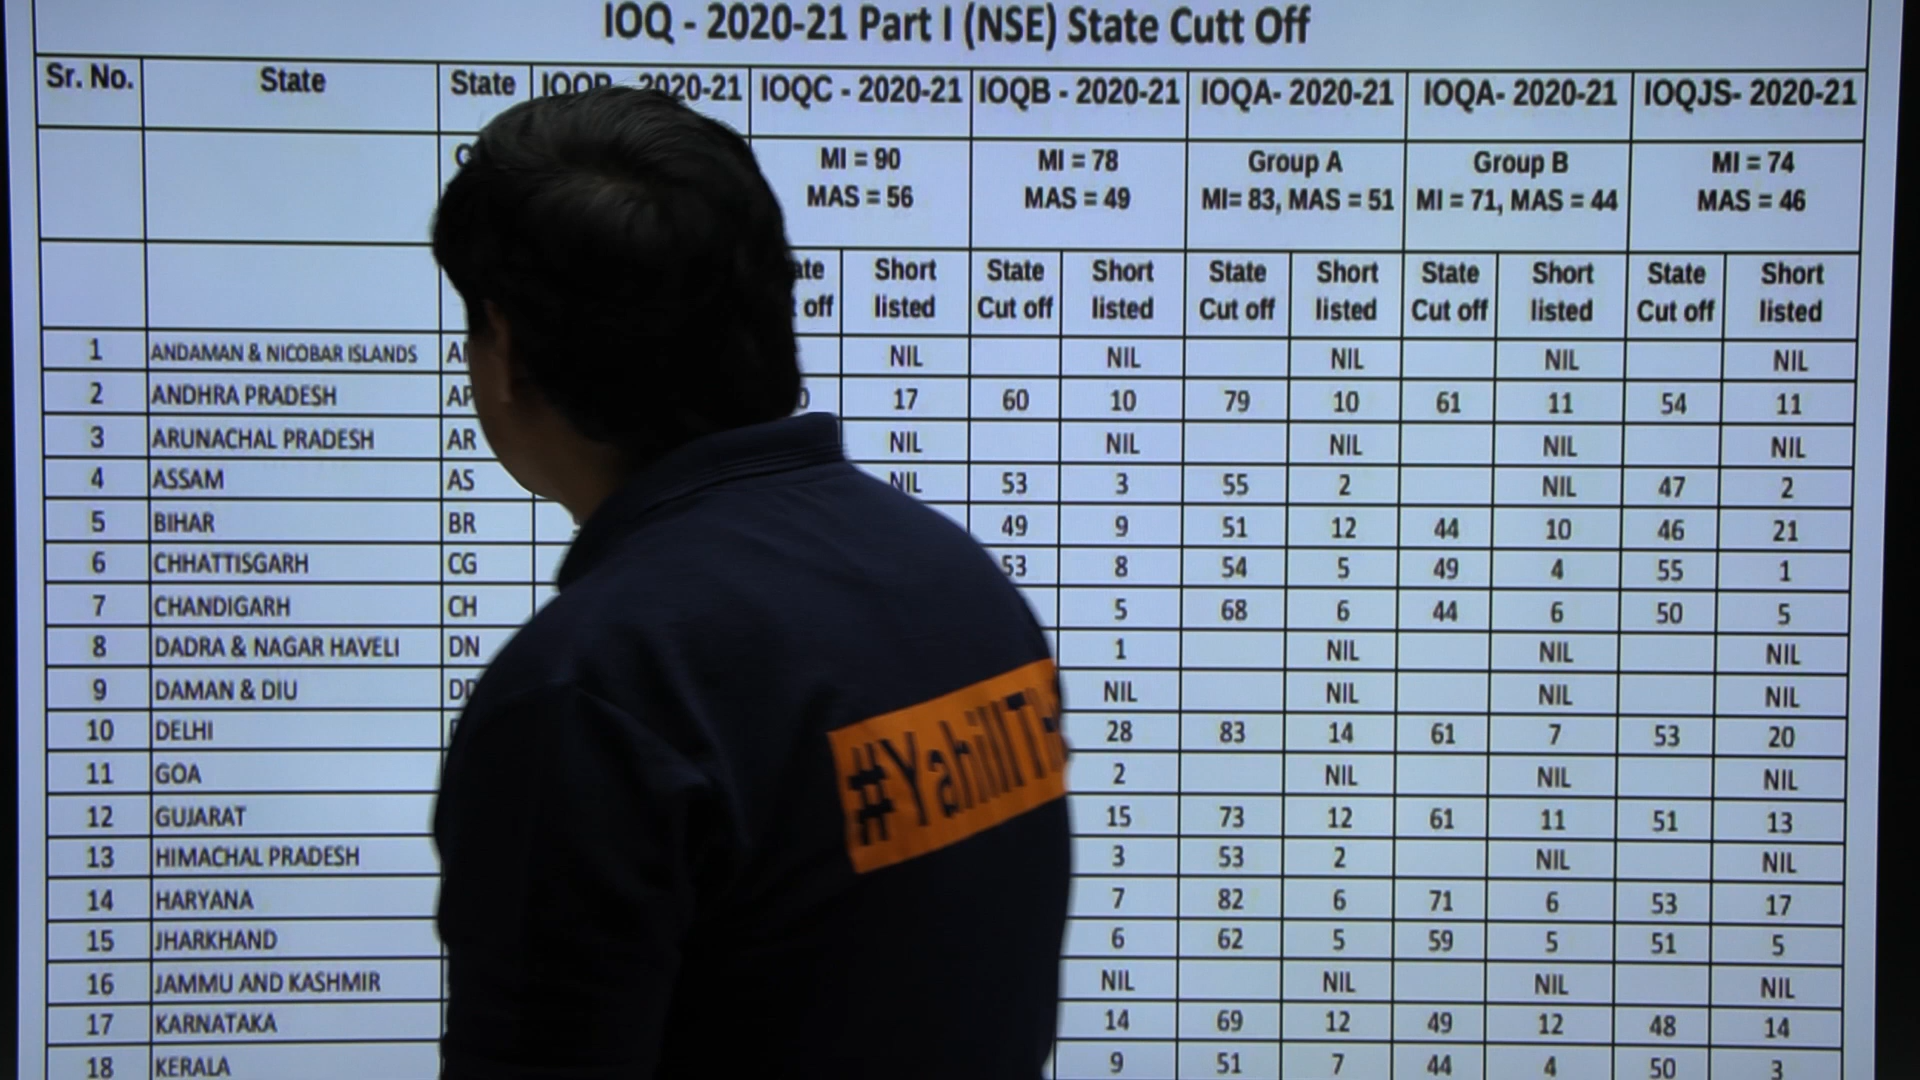 IOQ - 2020-21 Part I (NSE) State Cutt Off
Sr. No. State State 2020-21 IOQC - 2020-21 IOQB - 2020-21 IOQA- 2020-21 IOQA- 2020-21 IOQJS- 2020-21
MI = 90 MI = 78 Group A Group B MI = 74
MAS = 56 MAS = 49 MI= 83, MAS = 51 MI = 71, MAS = 44 MAS = 46
Short State Short State Short State Short State Short
off listed Cut off listed Cut off listed Cut off listed Cut off listed
1 ANDAMAN & NICOBAR ISLANDS NIL NIL NIL NIL NIL
2 ANDHRA PRADESH AP 17 60 10 79 10 61 11 54 11
3 ARUNACHAL PRADESH AR NIL NIL NIL NIL NIL
4 ASSAM AS NIL 53 3 55 2 NIL 47 2
5 BIHAR BR 49 9 51 12 44 10 46 21
6 CHHATTISGARH CG 53 8 54 5 49 4 55 1
7 CHANDIGARH CH 5 68 6 44 6 50 5
8 DADRA & NAGAR HAVELI DN 1 NIL NIL NIL
9 DAMAN & DIU DD NIL NIL NIL NIL
10 DELHI 28 83 14 61 7 53 20
11 GOA 2 NIL NIL NIL
12 GUJARAT 15 73 12 61 11 51 13
13 HIMACHAL PRADESH 3 53 2 NIL NIL
14 HARYANA 7 82 6 71 6 53 17
15 JHARKHAND 6 62 5 59 5 51 5
16 JAMMU AND KASHMIR NIL NIL NIL NIL
17 KARNATAKA 14 69 12 49 12 48 14
18 KERALA 9 51 7 44 4 50 3